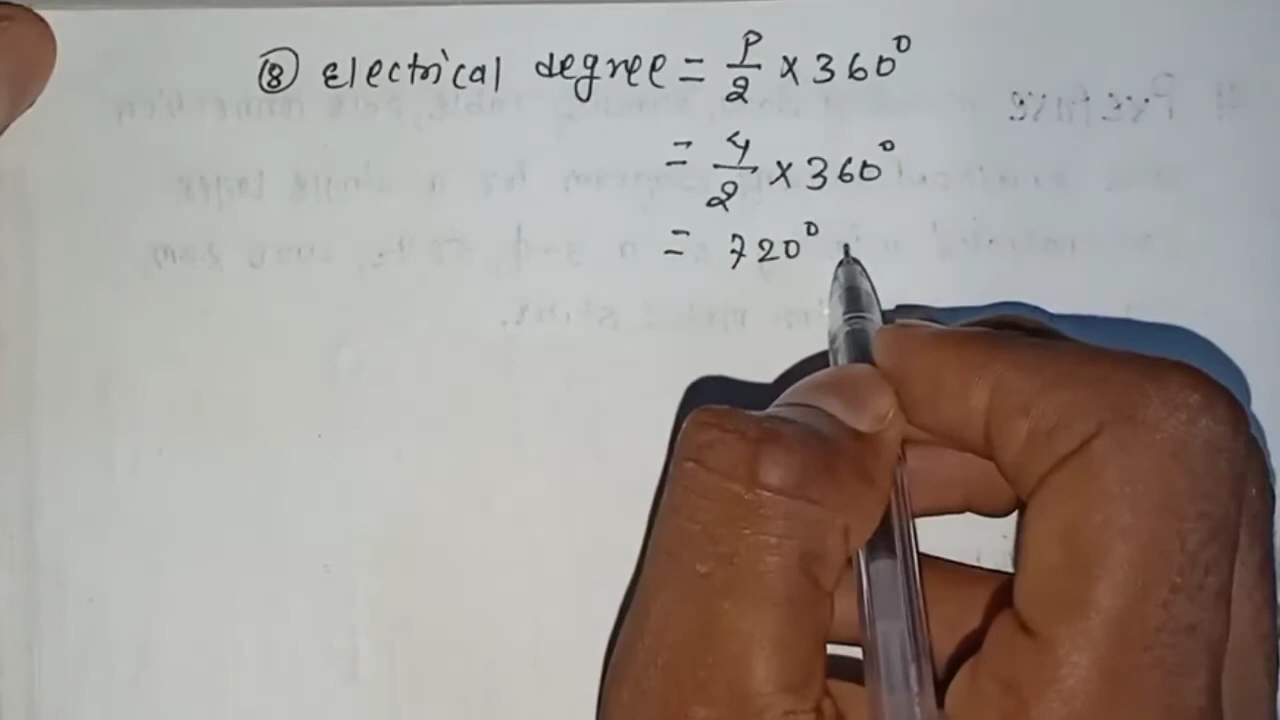 ⑧ Electrical degree = P/2 × 360°
= 4/2 × 360°
= 720°